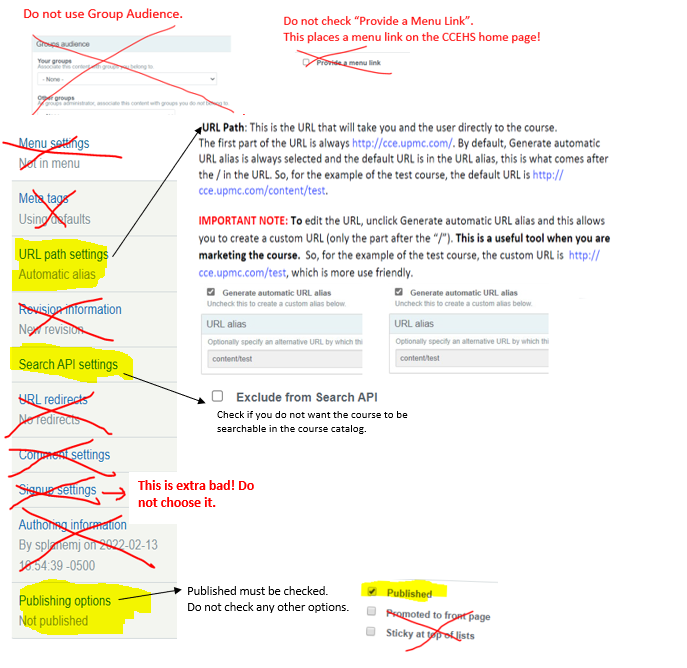 Do not use Group Audience.
Do not check “Provide a Menu Link”.
This places a menu link on the CCEHS home page!
Groups audience
Your groups
Associate this content with groups you belong to
- None -
Other groups
As groups administrator, associate this content with groups you do not belong to
Provide a menu link
Menu settings
Not in menu
Meta tags
Using defaults
URL path settings
Automatic alias
Revision information
New revision
Search API settings
URL redirects
No redirects
Comment settings
Signup settings
Authoring information
By splanemj on 2022-02-13
16:54:39 -0500
Publishing options
Not published
URL Path: This is the URL that will take you and the user directly to the course.
The first part of the URL is always http://cce.upmc.com/. By default, Generate automatic
URL alias is always selected and the default URL is in the URL alias, this is what comes after
the / in the URL. So, for the example of the test course, the default URL is http://
cce.upmc.com/content/test.
IMPORTANT NOTE: To edit the URL, unclick Generate automatic URL alias and this allows
you to create a custom URL (only the part after the “/”). This is a useful tool when you are
marketing the course. So, for the example of the test course, the custom URL is http://
cce.upmc.com/test, which is more use friendly.
Generate automatic URL alias
Uncheck this to create a custom alias below.
URL alias
Optionally specify an alternative URL by which thi
content/test
Generate automatic URL alias
Uncheck this to create a custom alias below.
URL alias
Optionally specify an alternative URL by which thi
content/test
Exclude from Search API
Check if you do not want the course to be
searchable in the course catalog.
This is extra bad! Do
not choose it.
Published must be checked.
Do not check any other options.
Published
Promoted to front page
Sticky at top of lists